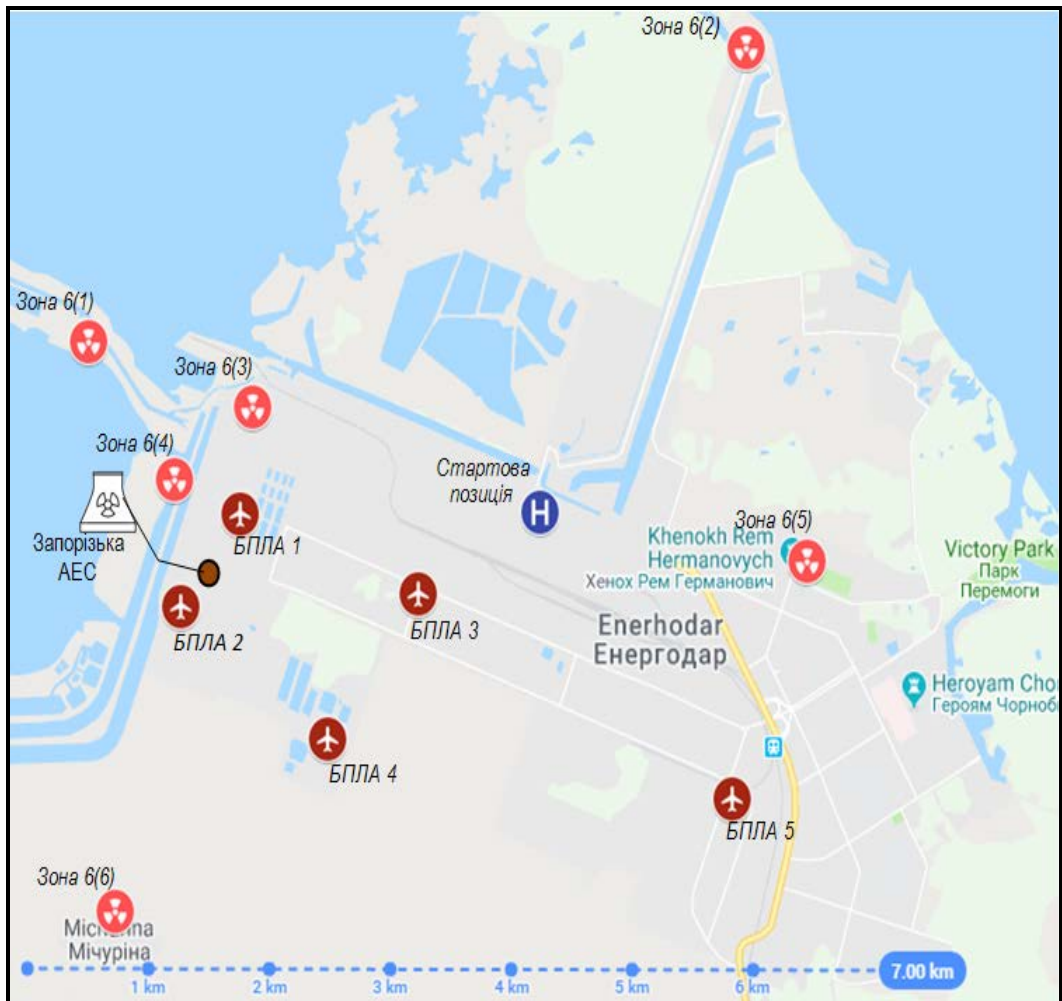 Зона 6(2)
Зона 6(1)
Зона 6(3)
Зона 6(4)
Стартова
позиція
H
Запорізька
АЕС
БПЛА 1
Зона 6(5)
Khenokh Rem
Hermanovych
Хенох Рем Германович
Victory Park
Парк
Перемоги
БПЛА 2
БПЛА 3
Enerhodar
Енергодар
Heroyam Cho
Героям Чорноб
БПЛА 4
БПЛА 5
Зона 6(6)
Мічуріна
1 km
2 km
3 km
4 km
5 km
6 km
7.00 km